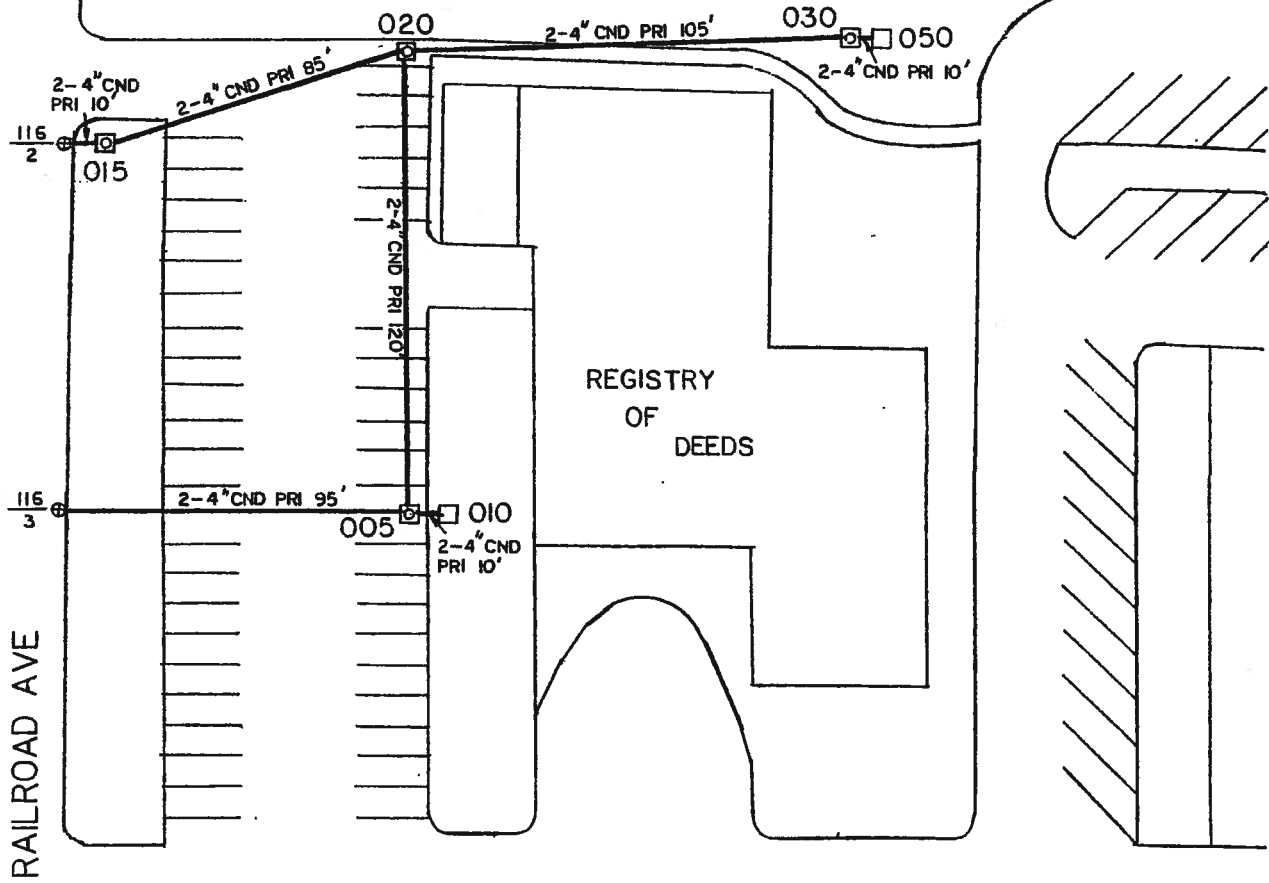 020
030
2-4" CND PRI 105'
050
2-4" CND PRI 10'
2-4" CND PRI 85'
2-4" CND
PRI 10'
116
2
015
2-4" CND PRI 120'
REGISTRY
OF
DEEDS
116
3
2-4" CND PRI 95'
005
010
2-4" CND
PRI 10'
RAILROAD AVE